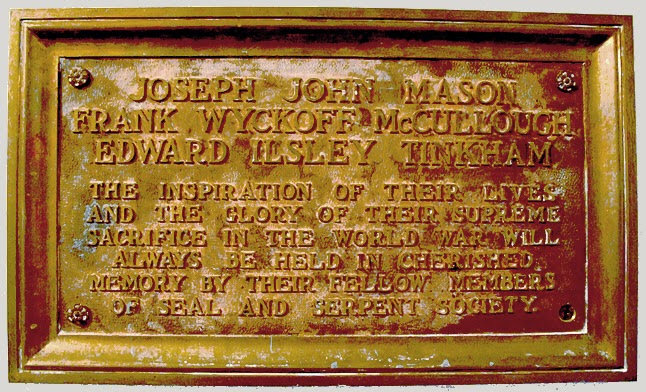 JOSEPH JOHN MASON
FRANK WYCKOFF McCULLOUGH
EDWARD ILSLEY TINKHAM
THE INSPIRATION OF THEIR LIVES
AND THE GLORY OF THEIR SUPREME
SACRIFICE IN THE WORLD WAR WILL
ALWAYS BE HELD IN CHERISHED
MEMORY BY THEIR FELLOW MEMBERS
OF SEAL AND SERPENT SOCIETY.